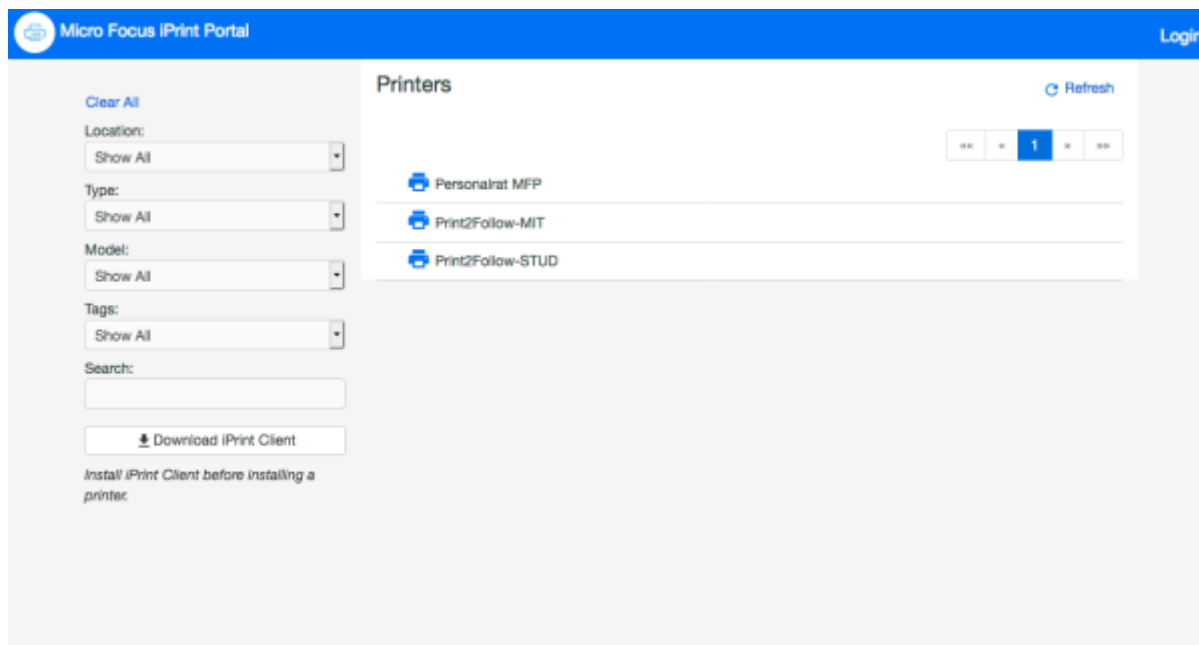 Micro Focus iPrint Portal
Login
Clear All
Location:
Show All
Type:
Show All
Model:
Show All
Tags:
Show All
Search:
Download iPrint Client
Install iPrint Client before installing a
printer.
Printers
Refresh
«« « 1 » »»
Personalrat MFP
Print2Follow-MIT
Print2Follow-STUD